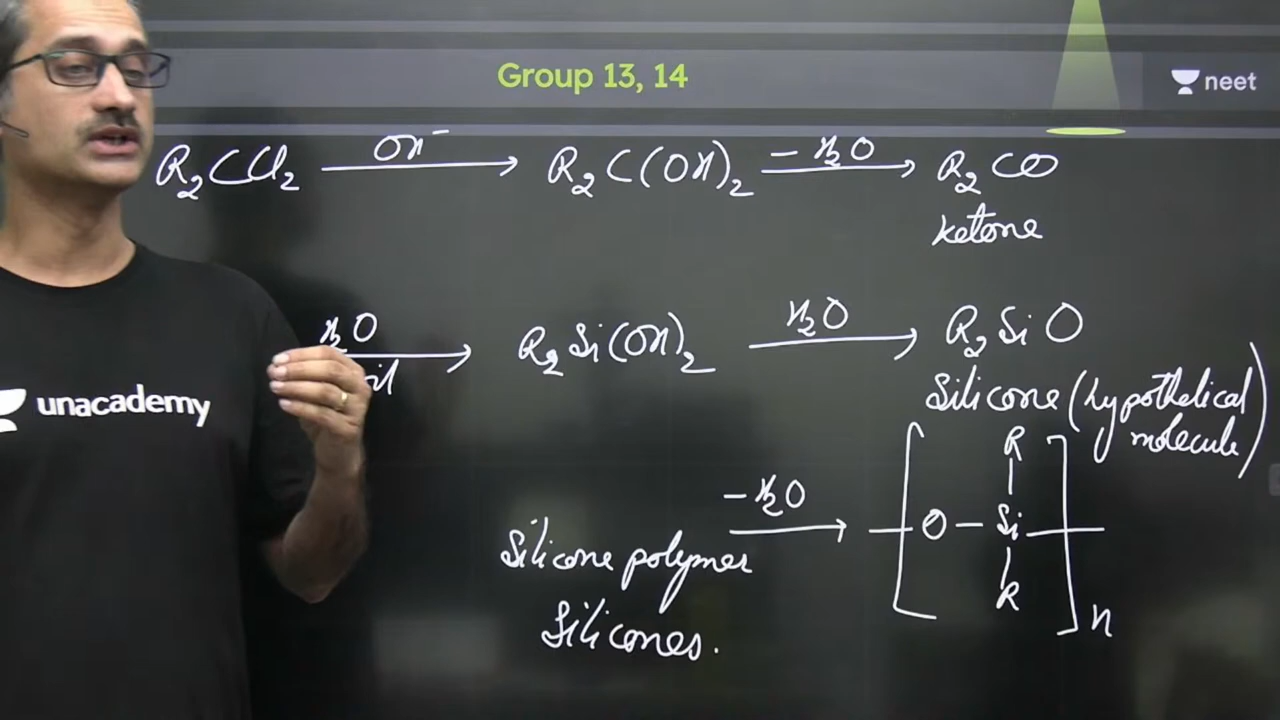 Group 13, 14
neet
R₂CCl₂ OH⁻ → R₂C(OH)₂ -H₂O → R₂CO
ketone
H₂O → R₂Si(OH)₂ H₂O → R₂SiO
Silicone (hypothelical
molecule)
unacademy
R
-H₂O → [O-Si]n
R
Silicone polymer
Silicones.